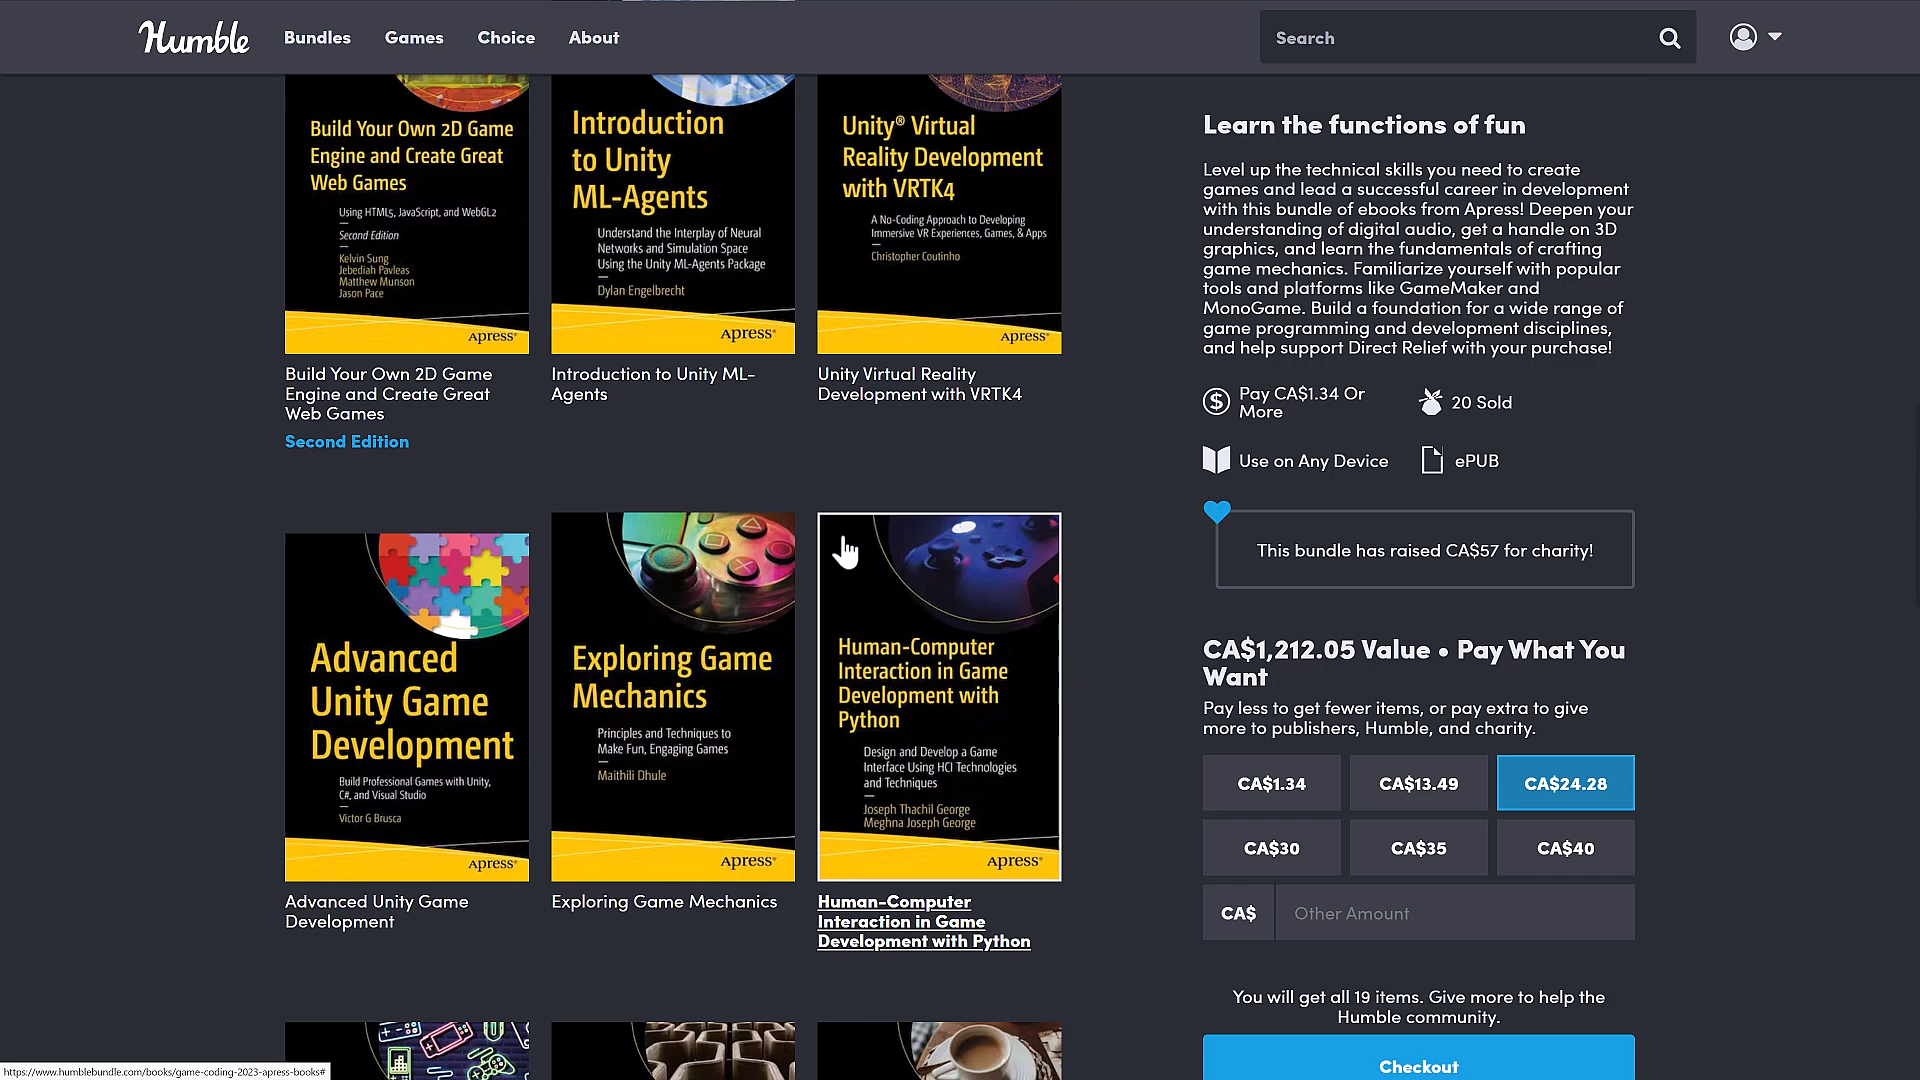 Humble
Bundles
Games
Choice
About
Search
Build Your Own 2D Game
Engine and Create Great
Web Games
Using HTML5, JavaScript, and WebGL2
Second Edition
Kelvin Sung
Jebediah Pavleas
Matthew Munson
Jason Pace
Apress®
Introduction
to Unity
ML-Agents
Understand the Interplay of Neural
Networks and Simulation Space
Using the Unity ML-Agents Package
Dylan Engelbrecht
Apress®
Unity® Virtual
Reality Development
with VRTK4
A No-Coding Approach to Developing
Immersive VR Experiences, Games, & Apps
Christopher Coutinho
Apress®
Build Your Own 2D Game
Engine and Create Great
Web Games
Second Edition
Introduction to Unity ML-
Agents
Unity Virtual Reality
Development with VRTK4
Advanced
Unity Game
Development
Build Professional Games with Unity,
C#, and Visual Studio
Victor G Brusca
Apress®
Exploring Game
Mechanics
Principles and Techniques to
Make Fun, Engaging Games
Maithili Dhule
Apress®
Human-Computer
Interaction in Game
Development with
Python
Design and Develop a Game
Interface Using HCI Technologies
and Techniques
Joseph Thachil George
Meghna Joseph George
Apress®
Advanced Unity Game
Development
Exploring Game Mechanics
Human-Computer
Interaction in Game
Development with Python
Learn the functions of fun
Level up the technical skills you need to create
games and lead a successful career in development
with this bundle of ebooks from Apress! Deepen your
understanding of digital audio, get a handle on 3D
graphics, and learn the fundamentals of crafting
game mechanics. Familiarize yourself with popular
tools and platforms like GameMaker and
MonoGame. Build a foundation for a wide range of
game programming and development disciplines,
and help support Direct Relief with your purchase!
Pay CA$1.34 Or
More
20 Sold
Use on Any Device
ePUB
This bundle has raised CA$57 for charity!
CA$1,212.05 Value • Pay What You
Want
Pay less to get fewer items, or pay extra to give
more to publishers, Humble, and charity.
CA$1.34
CA$13.49
CA$24.28
CA$30
CA$35
CA$40
CA$
Other Amount
You will get all 19 items. Give more to help the
Humble community.
Checkout
https://www.humblebundle.com/books/game-coding-2023-apress-books#